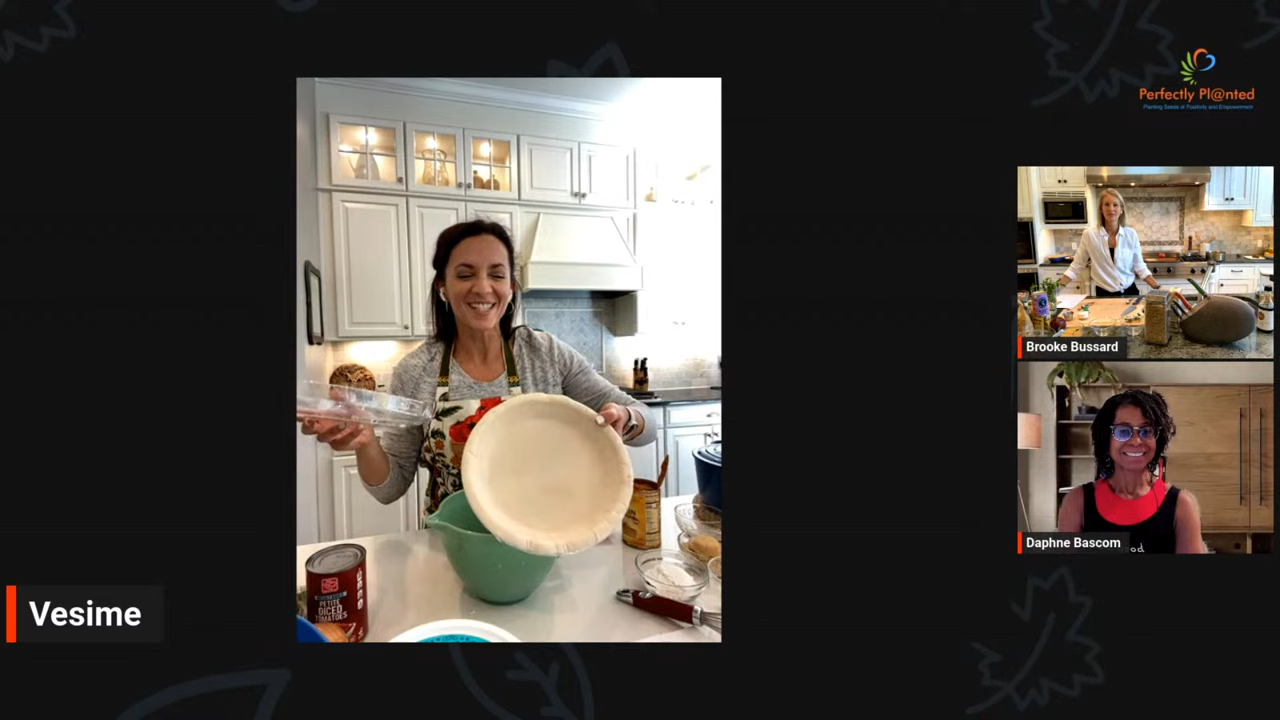 Perfectly Pl@nted
Planting Seeds of Positivity and Empowerment
Brooke Bussard
Daphne Bascom
Vesime
PETITE
DICED
TOMATOES